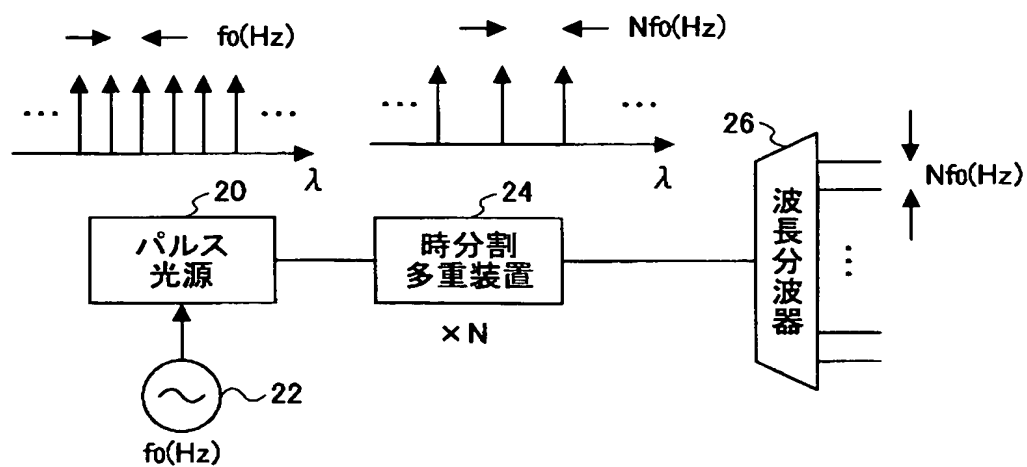 f0(Hz)
Nf0(Hz)
... ...
... ...
λ
λ
20
パルス
光源
24
時分割
多重装置
×N
26
波長分波器
Nf0(Hz)
⋮
22
f0(Hz)